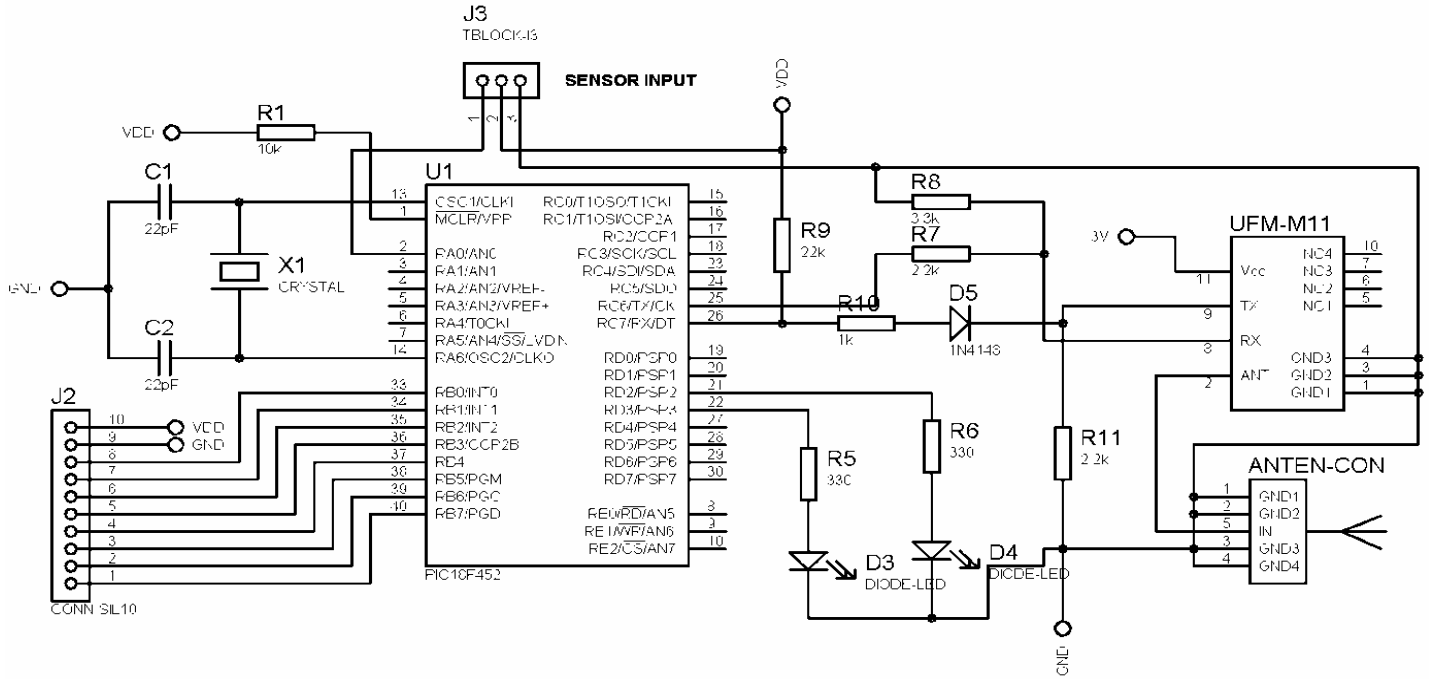 J3
TBLOCK-I3
SENSOR INPUT
1
2
3
VDD
VDD
R1
10k
C1
22pF
GND
X1
CRYSTAL
C2
22pF
U1
13
1
2
3
4
5
6
7
14
33
34
35
36
37
38
39
40
OSC1/CLKI
MCLR/VPP
RA0/AN0
RA1/AN1
RA2/AN2/VREF-
RA3/AN3/VREF+
RA4/T0CKI
RA5/AN4/SS/LVDIN
RA6/OSC2/CLKO
RB0/INT0
RB1/INT1
RB2/INT2
RB3/CCP2B
RB4
RB5/PGM
RB6/PGC
RB7/PGD
RC0/T1OSO/T1CKI
RC1/T1OSI/CCP2A
RC2/CCP1
RC3/SCK/SCL
RC4/SDI/SDA
RC5/SDO
RC6/TX/CK
RC7/RX/DT
RD0/PSP0
RD1/PSP1
RD2/PSP2
RD3/PSP3
RD4/PSP4
RD5/PSP5
RD6/PSP6
RD7/PSP7
RE0/RD/AN5
RE1/WR/AN6
RE2/CS/AN7
15
16
17
18
23
24
25
26
19
20
21
22
27
28
29
30
8
9
10
PIC18F452
J2
10
9
8
7
6
5
4
3
2
1
VDD
GND
CONN-SIL10
R9
22k
R8
3.3k
R7
2.2k
R10
1k
D5
1N4148
R5
330
R6
330
D3
DIODE-LED
D4
DIODE-LED
R11
2.2k
GND
3V
UFM-M11
11
9
8
2
Vcc
TX
RX
ANT
NC4
NC3
NC2
NC1
GND3
GND2
GND1
10
7
6
5
4
3
1
ANTEN-CON
1
2
5
3
4
GND1
GND2
IN
GND3
GND4